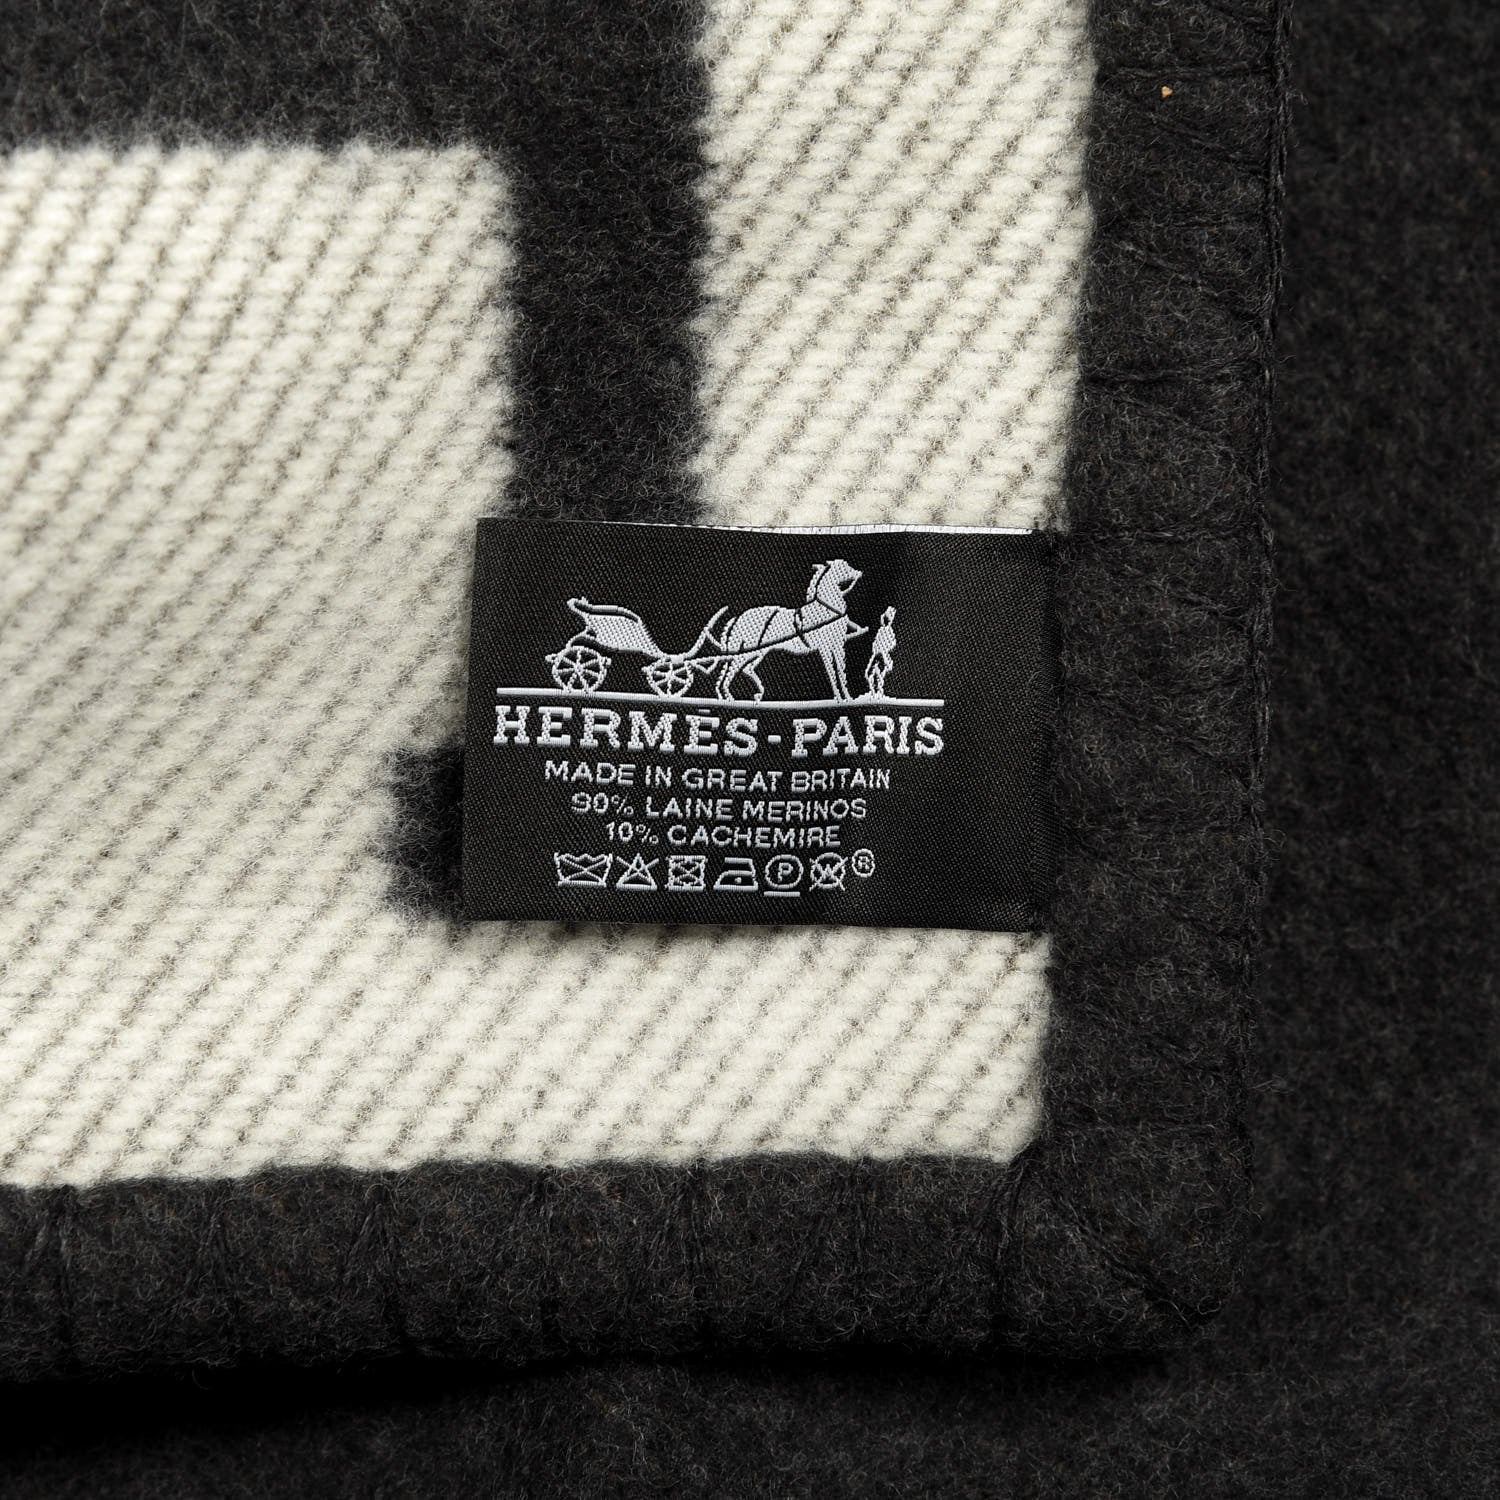 HERMÈS-PARIS
MADE IN GREAT BRITAIN
90% LAINE MERINOS
10% CACHEMIRE
P W ®